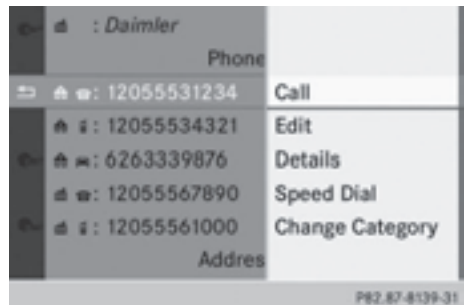 : Daimler
Phone
: 12055531234 Call
: 12055534321 Edit
: 6263339876 Details
: 12055567890 Speed Dial
: 12055561000 Change Category
Addres
P82.87-8139-31